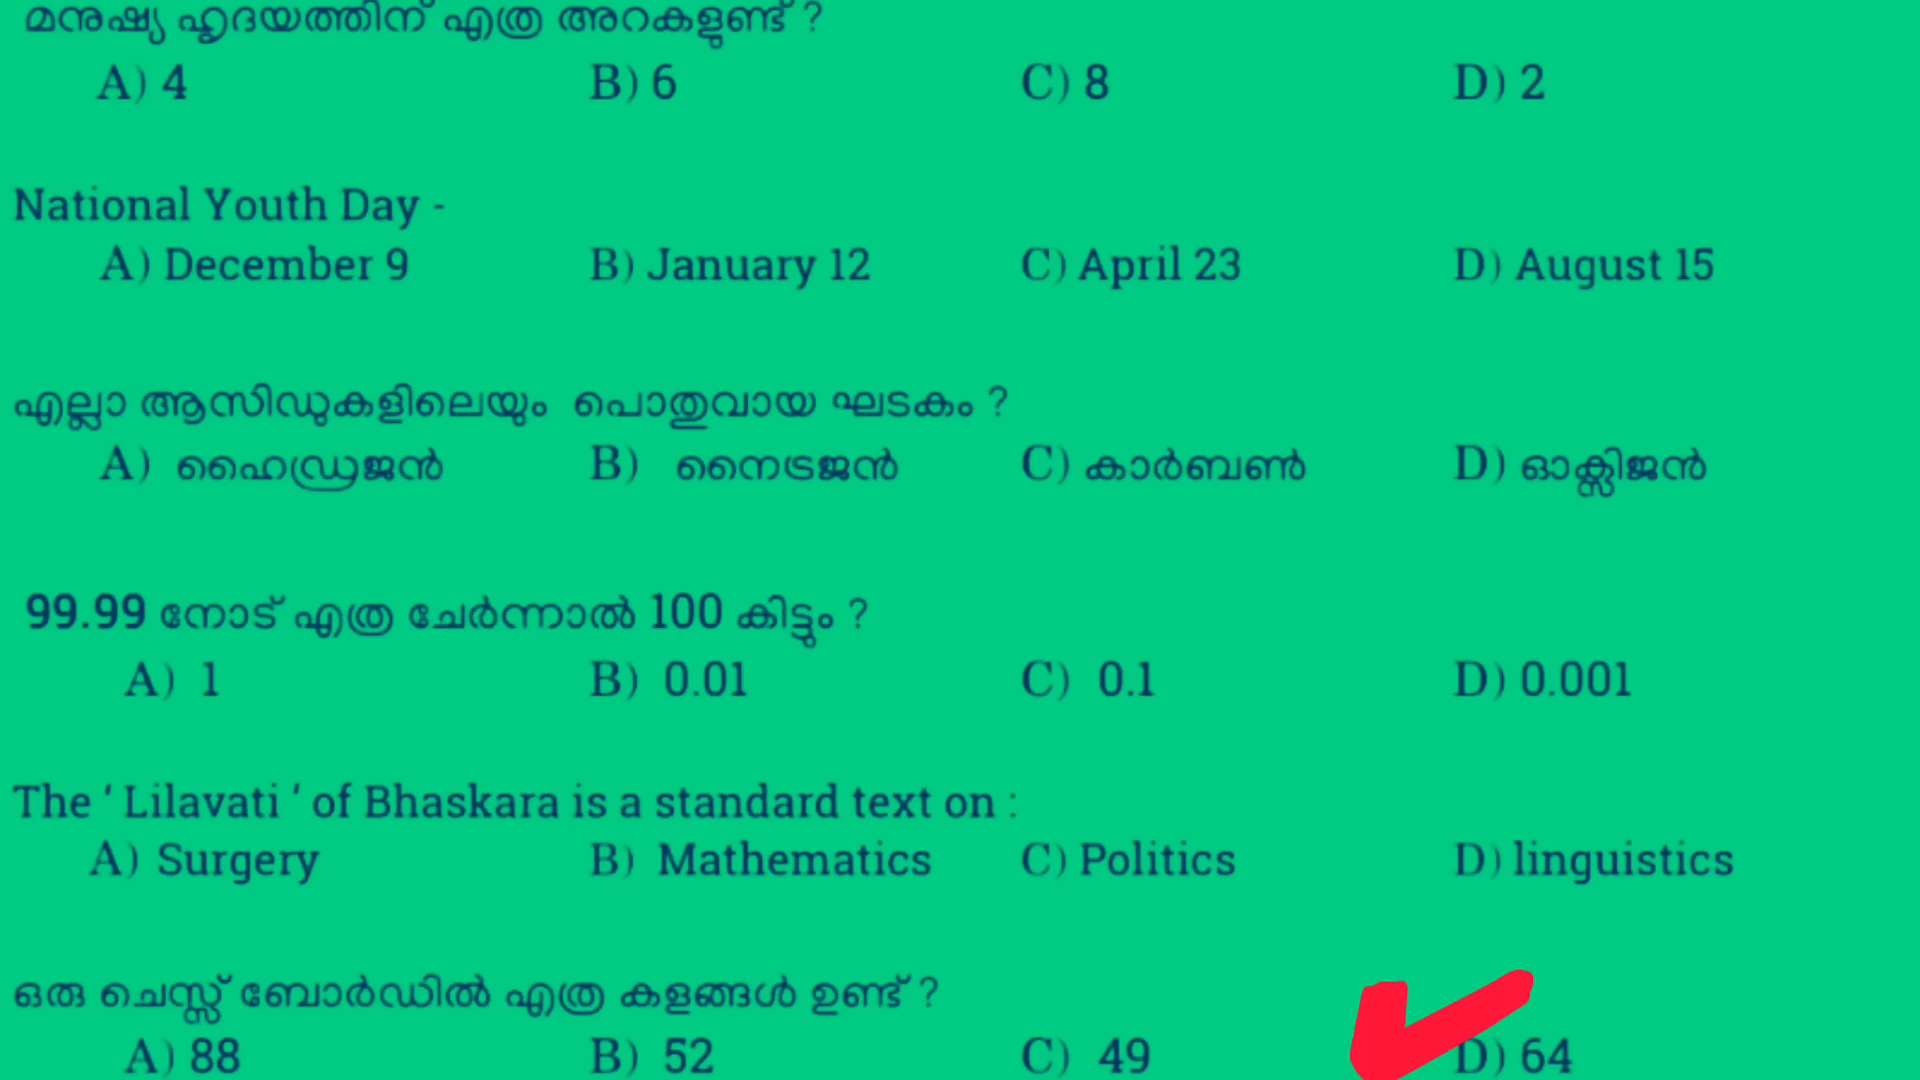 മനുഷ്യ ഹൃദയത്തിന് എത്ര അറകളുണ്ട് ?
A) 4 B) 6 C) 8 D) 2
National Youth Day -
A) December 9 B) January 12 C) April 23 D) August 15
എല്ലാ ആസിഡുകളിലെയും പൊതുവായ ഘടകം ?
A) ഹൈഡ്രജൻ B) നൈട്രജൻ C) കാർബൺ D) ഓക്സിജൻ
99.99 നോട് എത്ര ചേർന്നാൽ 100 കിട്ടും ?
A) 1 B) 0.01 C) 0.1 D) 0.001
The ‘ Lilavati ’ of Bhaskara is a standard text on :
A) Surgery B) Mathematics C) Politics D) linguistics
ഒരു ചെസ്സ് ബോർഡിൽ എത്ര കളങ്ങൾ ഉണ്ട് ?
A) 88 B) 52 C) 49 D) 64